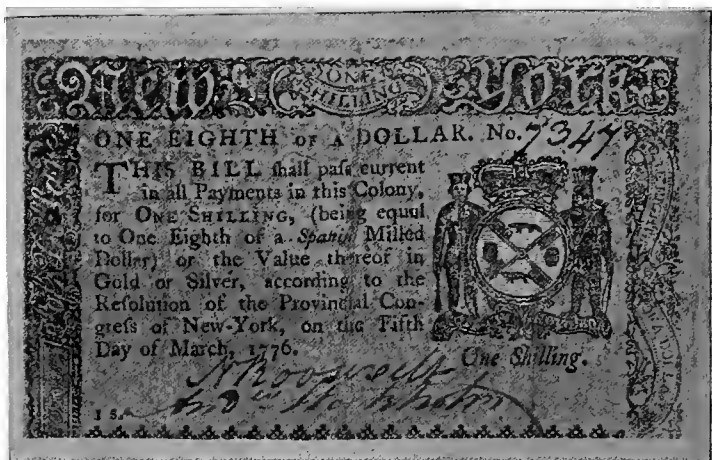 New ONE SHILLING York
ONE EIGHTH OF A DOLLAR. No. 7347
THIS BILL ſhall paſs current
in all Payments in this Colony,
for ONE SHILLING, (being equal
to One Eighth of a Spaniſh Milled
Dollar) or the Value thereof in
Gold or Silver, according to the
Reſolution of the Provincial Con-
greſs of New-York, on the Fifth
Day of March, 1776.
One Shilling.
N Rooſevelt
And Stockholm
1 S.